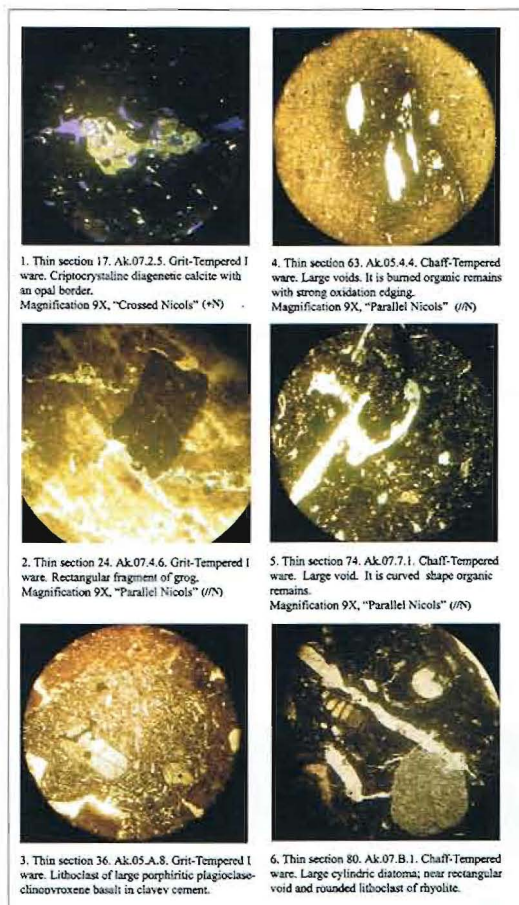 1. Thin section 17. Ak.07.2.5. Grit-Tempered I
ware. Criptocrystaline diagenetic calcite with
an opal border.
Magnification 9X, "Crossed Nicols" (+N)
2. Thin section 24. Ak.07.4.6. Grit-Tempered I
ware. Rectangular fragment of grog.
Magnification 9X, "Parallel Nicols" (//N)
3. Thin section 36. Ak.05.A.8. Grit-Tempered I
ware. Lithoclast of large porphiritic plagioclase-
clinopyroxene basalt in clayey cement.
4. Thin section 63. Ak.05.4.4. Chaff-Tempered
ware. Large voids. It is burned organic remains
with strong oxidation edging.
Magnification 9X, "Parallel Nicols" (//N)
5. Thin section 74. Ak.07.7.1. Chaff-Tempered
ware. Large void. It is curved shape organic
remains.
Magnification 9X, "Parallel Nicols" (//N)
6. Thin section 80. Ak.07.B.1. Chaff-Tempered
ware. Large cylindric diatoma; near rectangular
void and rounded lithoclast of rhyolite.